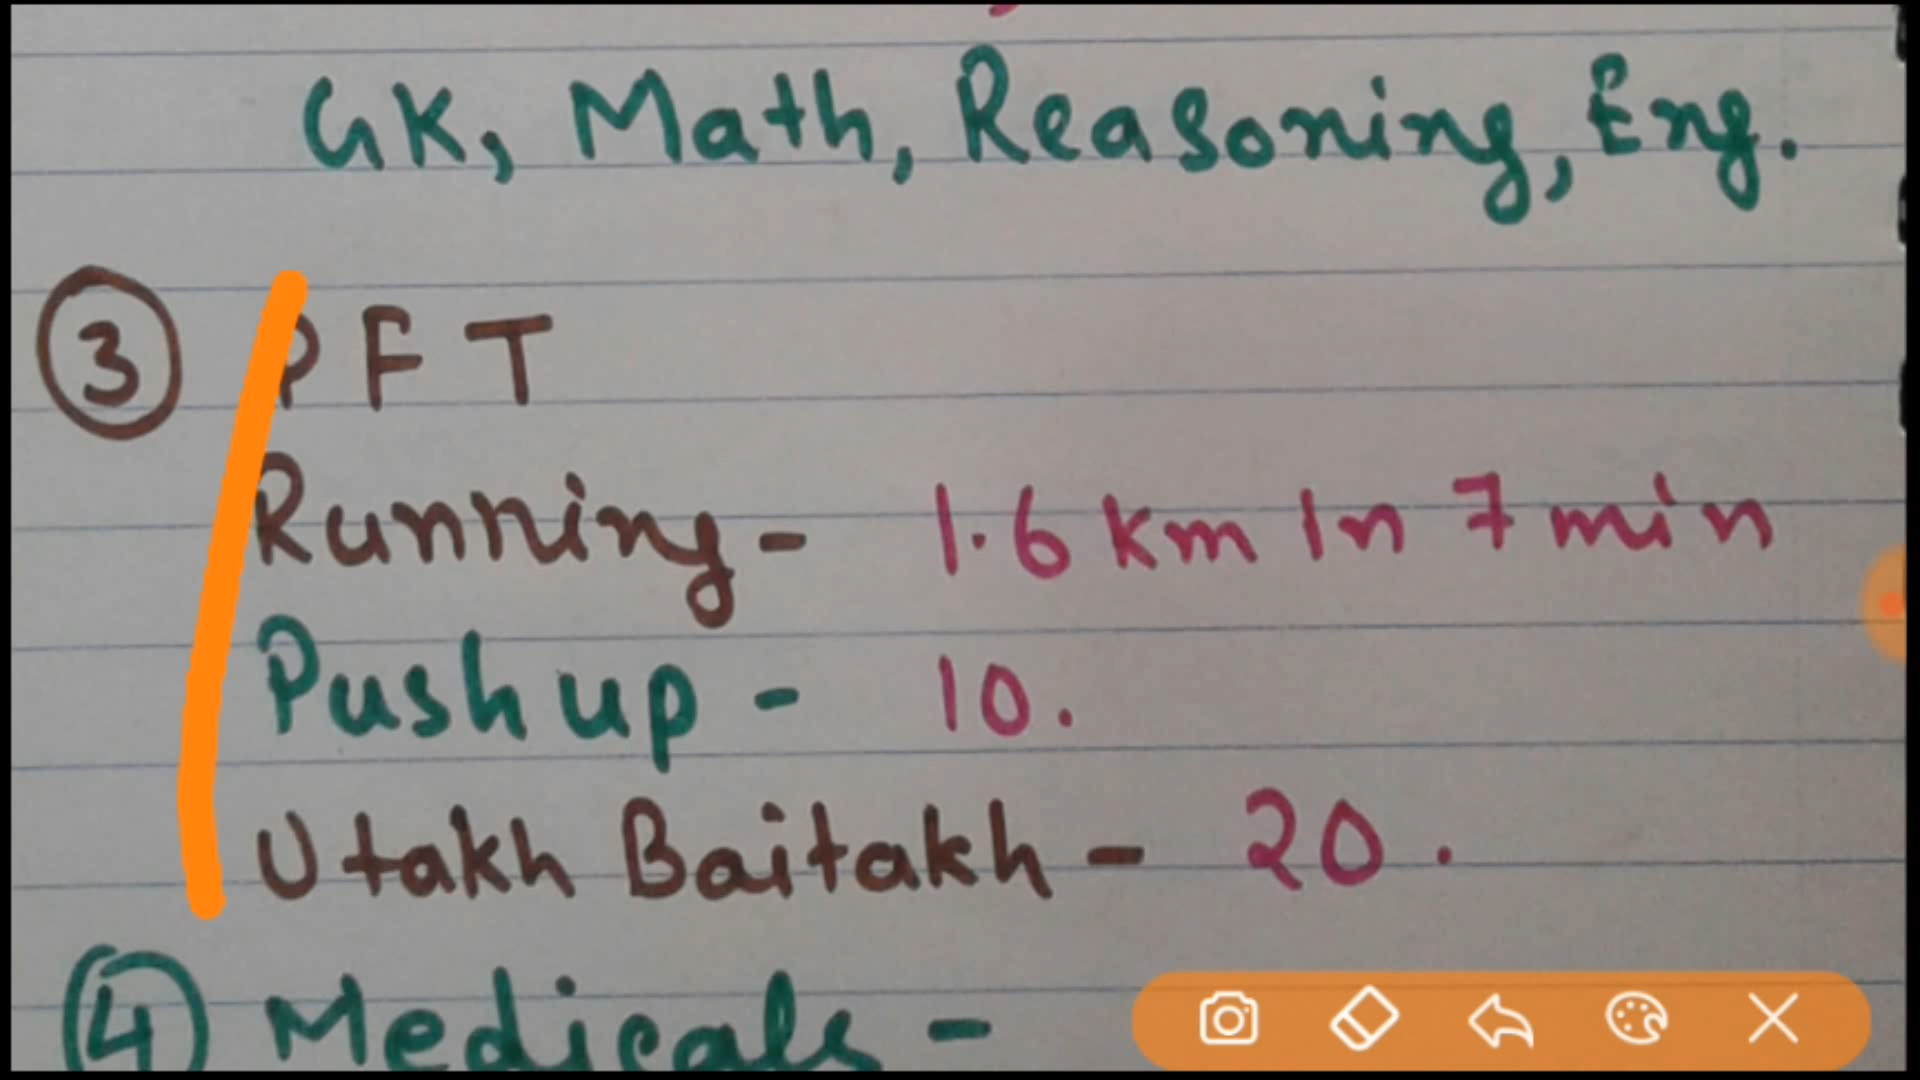 GK, Math, Reasoning, Eng.
3 PFT
Running - 1.6 km In 7 min
Push up - 10.
Utakh Baitakh - 20.
4 Medicals -